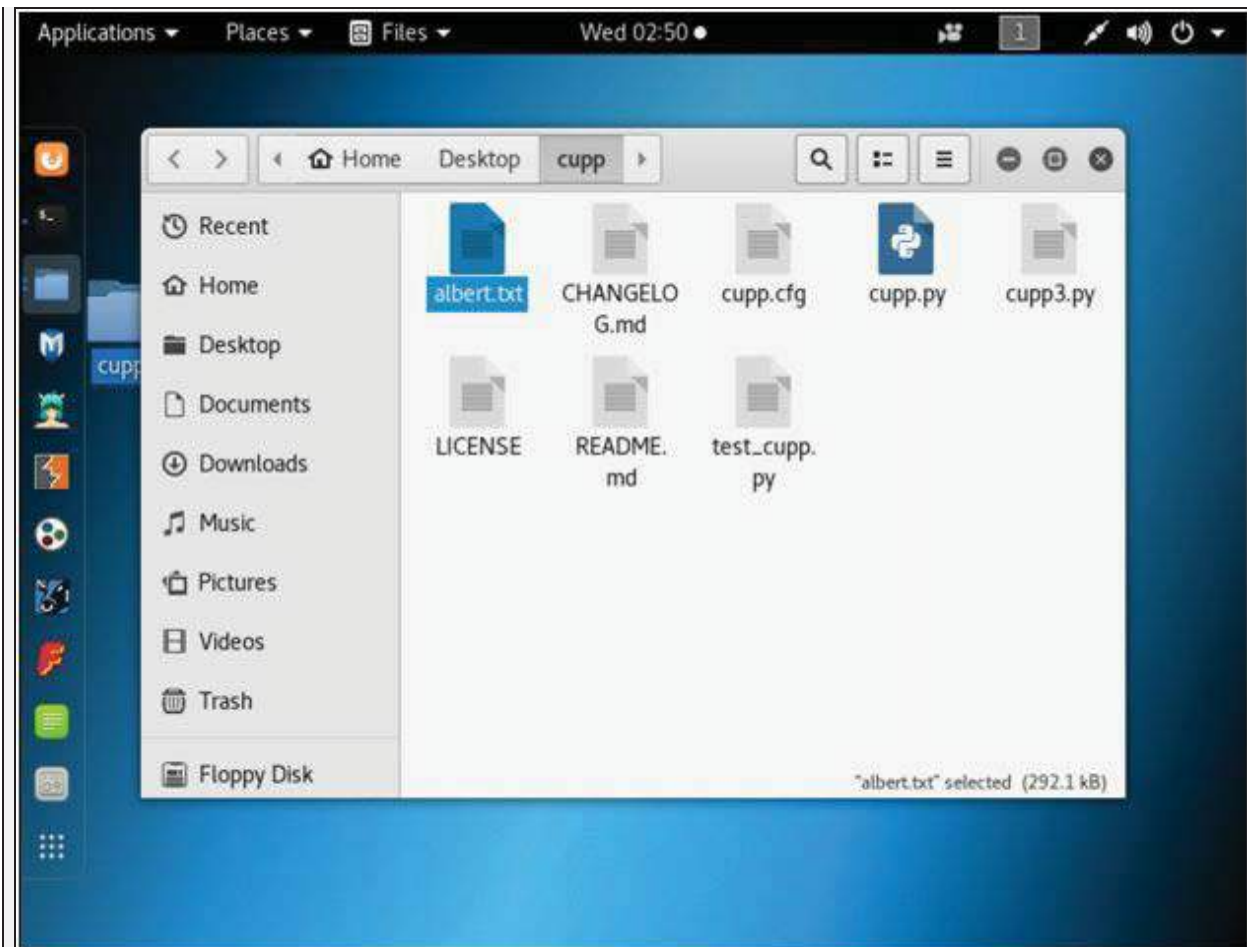 Applications Places Files Wed 02:50 1
Home Desktop cupp
Recent
Home
Desktop
Documents
Downloads
Music
Pictures
Videos
Trash
Floppy Disk
cupp
albert.txt CHANGELO cupp.cfg cupp.py cupp3.py
G.md
LICENSE README. test_cupp.
md py
"albert.txt" selected (292.1 kB)